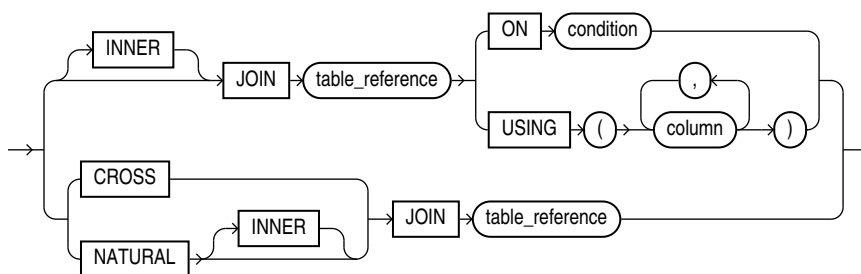 INNER
JOIN
table_reference
ON
condition
USING
(
,
column
)
CROSS
NATURAL
INNER
JOIN
table_reference